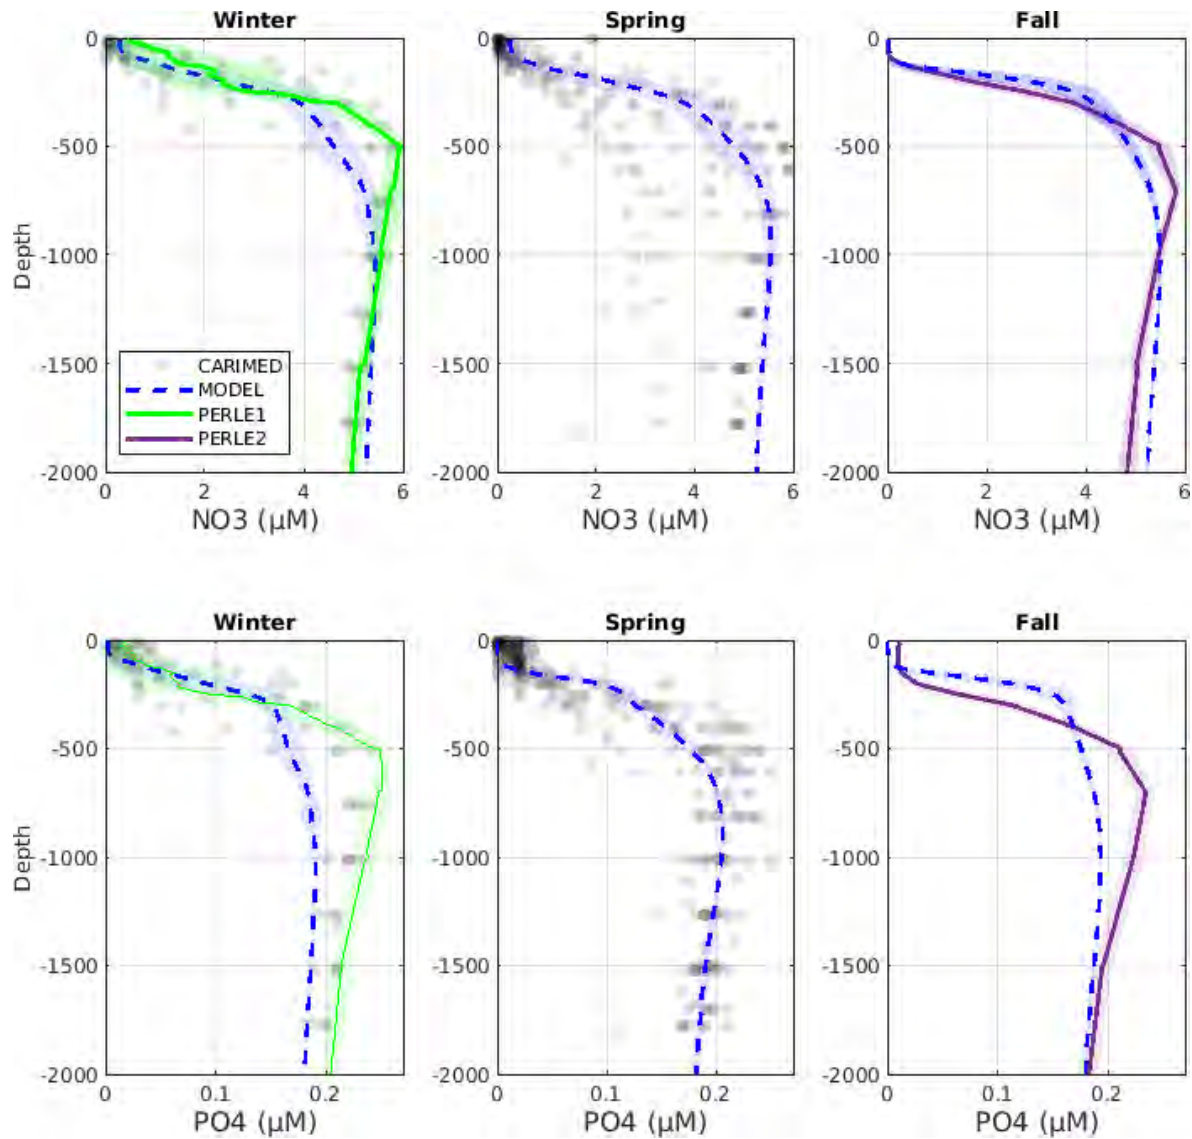 Winter
Spring
Fall
0
-500
-1000
-1500
-2000
Depth
CARIMED
MODEL
PERLE1
PERLE2
0 2 4 6
NO3 (µM)
0
-500
-1000
-1500
-2000
0 2 4 6
NO3 (µM)
0
-500
-1000
-1500
-2000
0 2 4 6
NO3 (µM)
Winter
Spring
Fall
0
-500
-1000
-1500
-2000
Depth
0 0.1 0.2
PO4 (µM)
0
-500
-1000
-1500
-2000
0 0.1 0.2
PO4 (µM)
0
-500
-1000
-1500
-2000
0 0.1 0.2
PO4 (µM)